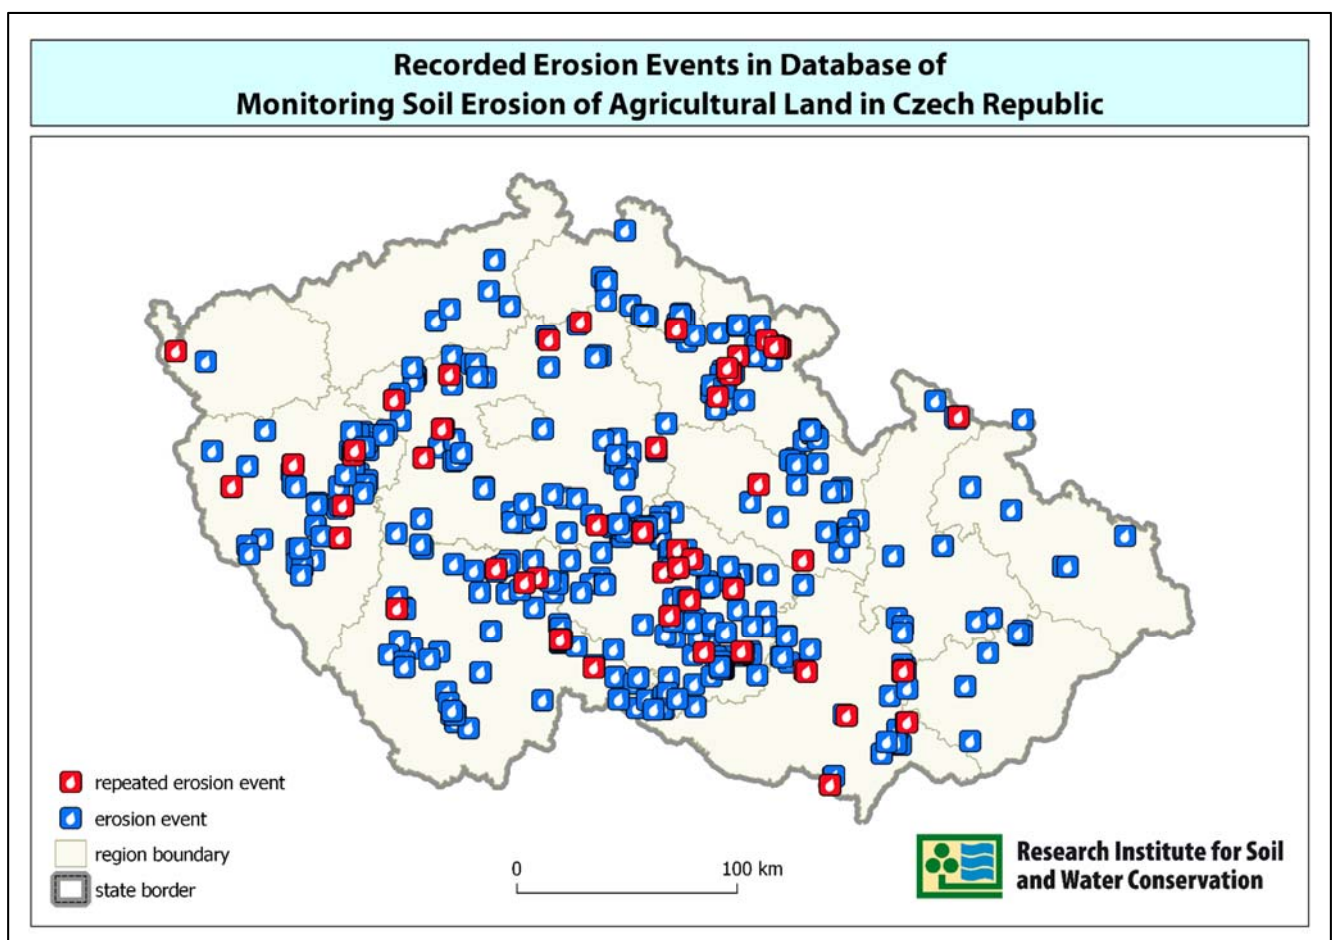 Recorded Erosion Events in Database of
Monitoring Soil Erosion of Agricultural Land in Czech Republic
repeated erosion event
erosion event
region boundary
state border
0
100 km
Research Institute for Soil
and Water Conservation